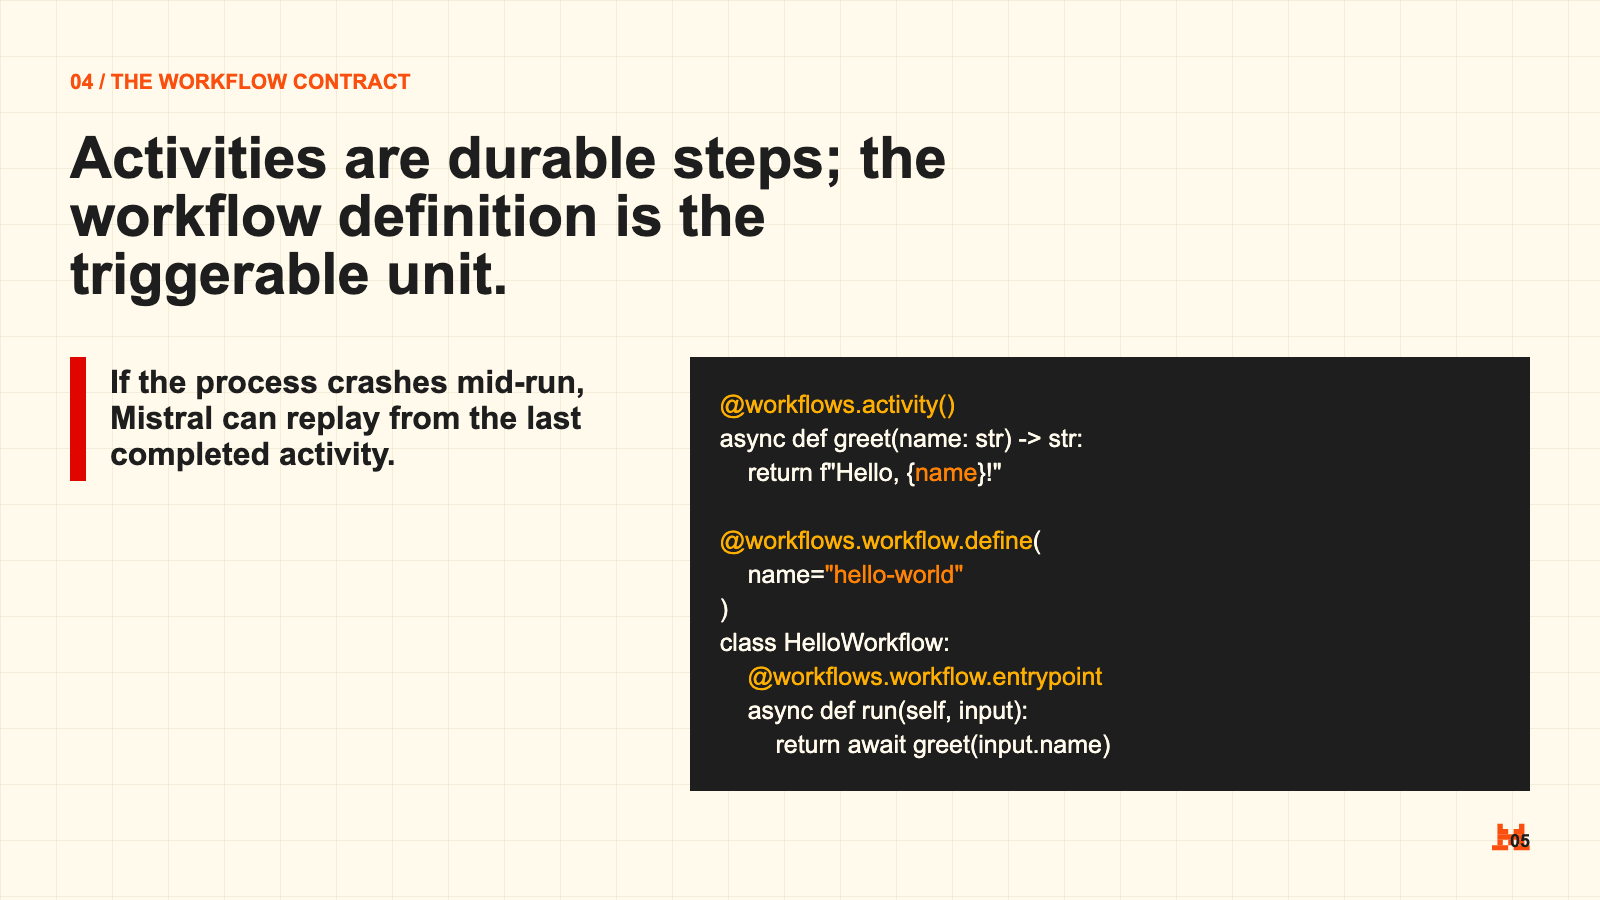 04 / THE WORKFLOW CONTRACT
Activities are durable steps; the
workflow definition is the
triggerable unit.
If the process crashes mid-run,
Mistral can replay from the last
completed activity.
@workflows.activity()
async def greet(name: str) -> str:
    return f"Hello, {name}!"

@workflows.workflow.define(
    name="hello-world"
)
class HelloWorkflow:
    @workflows.workflow.entrypoint
    async def run(self, input):
        return await greet(input.name)
05